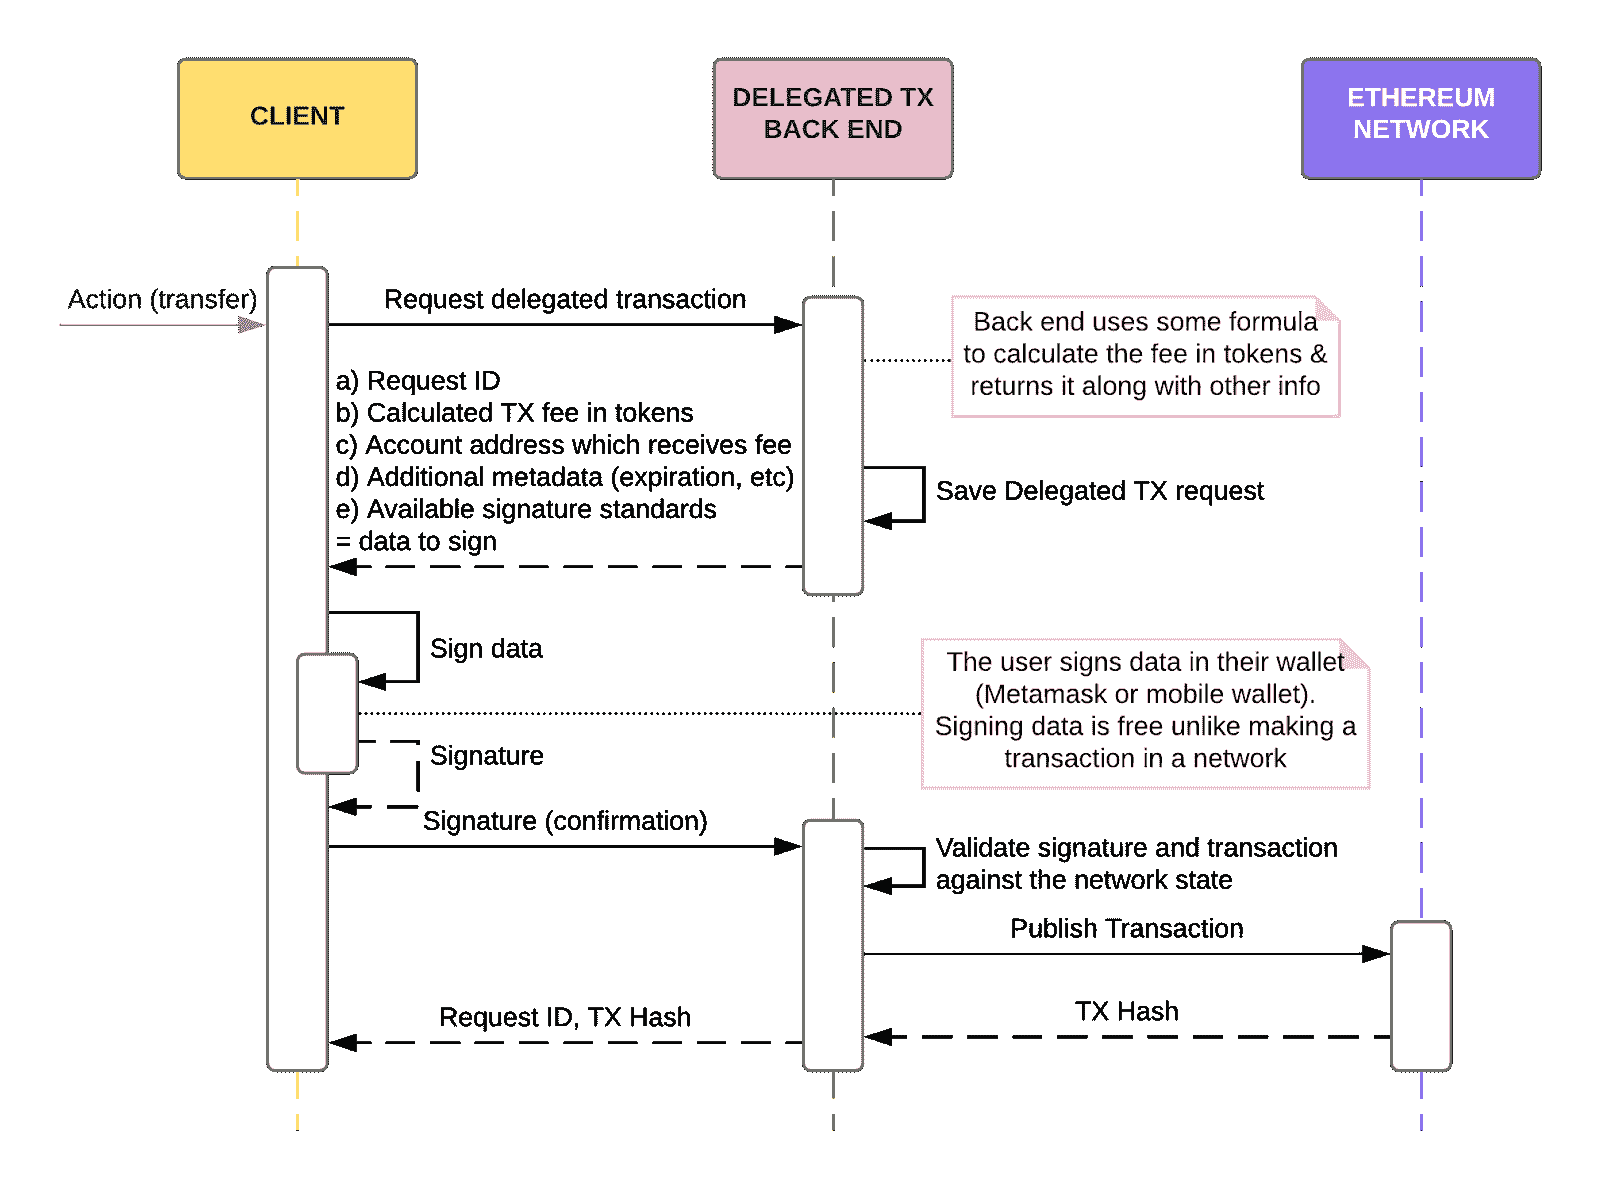 CLIENT
DELEGATED TX
BACK END
ETHEREUM
NETWORK
Action (transfer)
Request delegated transaction
Back end uses some formula
to calculate the fee in tokens &
returns it along with other info
a) Request ID
b) Calculated TX fee in tokens
c) Account address which receives fee
d) Additional metadata (expiration, etc)
e) Available signature standards
= data to sign
Save Delegated TX request
Sign data
The user signs data in their wallet
(Metamask or mobile wallet).
Signing data is free unlike making a
transaction in a network
Signature
Signature (confirmation)
Validate signature and transaction
against the network state
Publish Transaction
TX Hash
Request ID, TX Hash